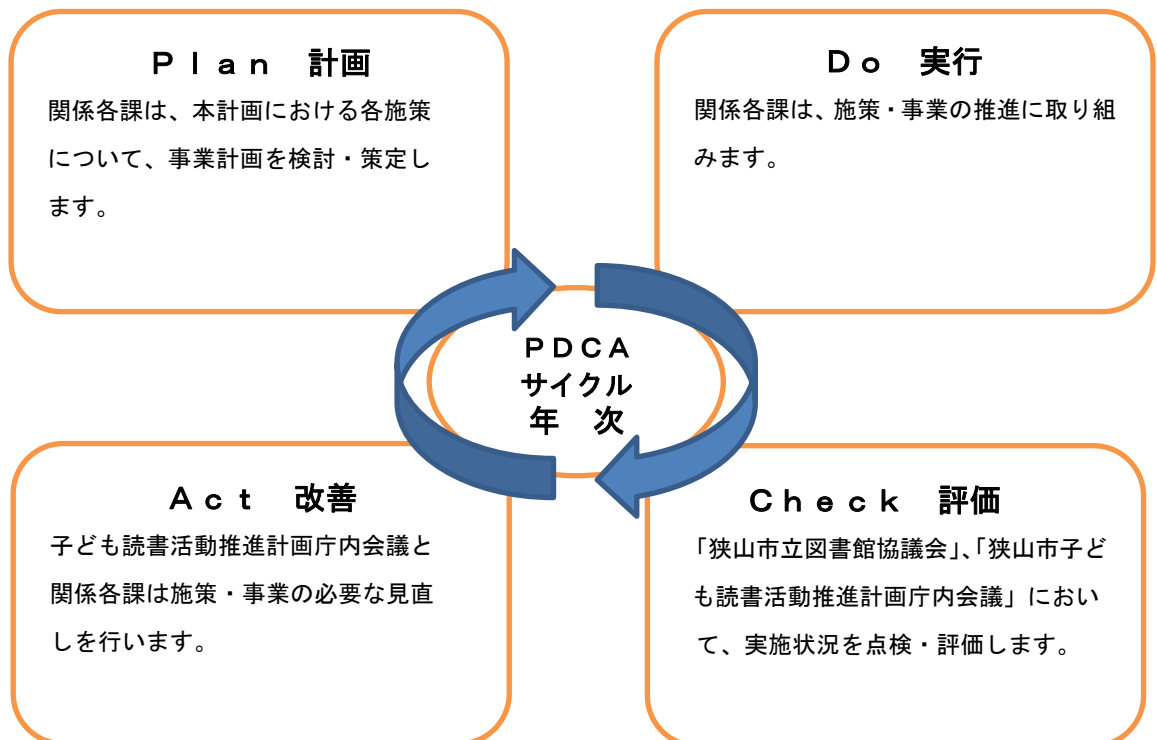 Ｐｌａｎ　計画
関係各課は、本計画における各施策
について、事業計画を検討・策定し
ます。
Ｄｏ　実行
関係各課は、施策・事業の推進に取り組
みます。
ＰＤＣＡ
サイクル
年　次
Ａｃｔ　改善
子ども読書活動推進計画庁内会議と
関係各課は施策・事業の必要な見直
しを行います。
Ｃｈｅｃｋ　評価
「狭山市立図書館協議会」、「狭山市子ど
も読書活動推進計画庁内会議」におい
て、実施状況を点検・評価します。